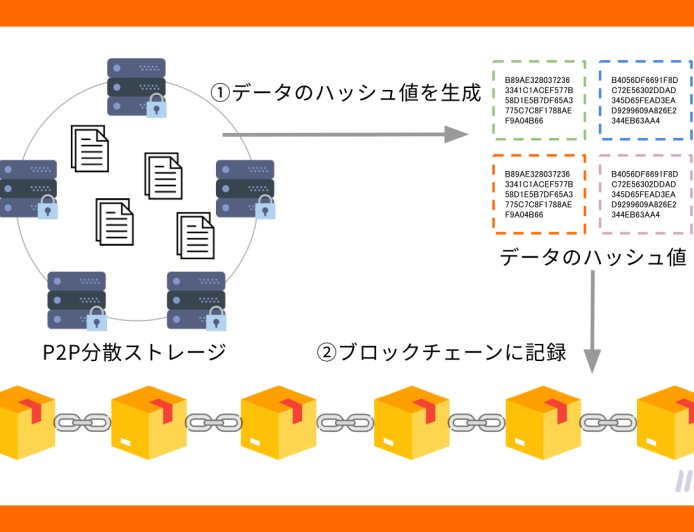 ①データのハッシュ値を生成
B89AE328037236
3341C1ACEF577B
58D1E5B7DF65A3
775C7C8F1788AE
F9A04B66
B4056DF6691F8D
C72E56302DDAD
345D65FEAD3EA
D9299609A826E2
344EB63AA4
B89AE328037236
3341C1ACEF577B
58D1E5B7DF65A3
775C7C8F1788AE
F9A04B66
B4056DF6691F8D
C72E56302DDAD
345D65FEAD3EA
D9299609A826E2
344EB63AA4
データのハッシュ値
P2P分散ストレージ
②ブロックチェーンに記録